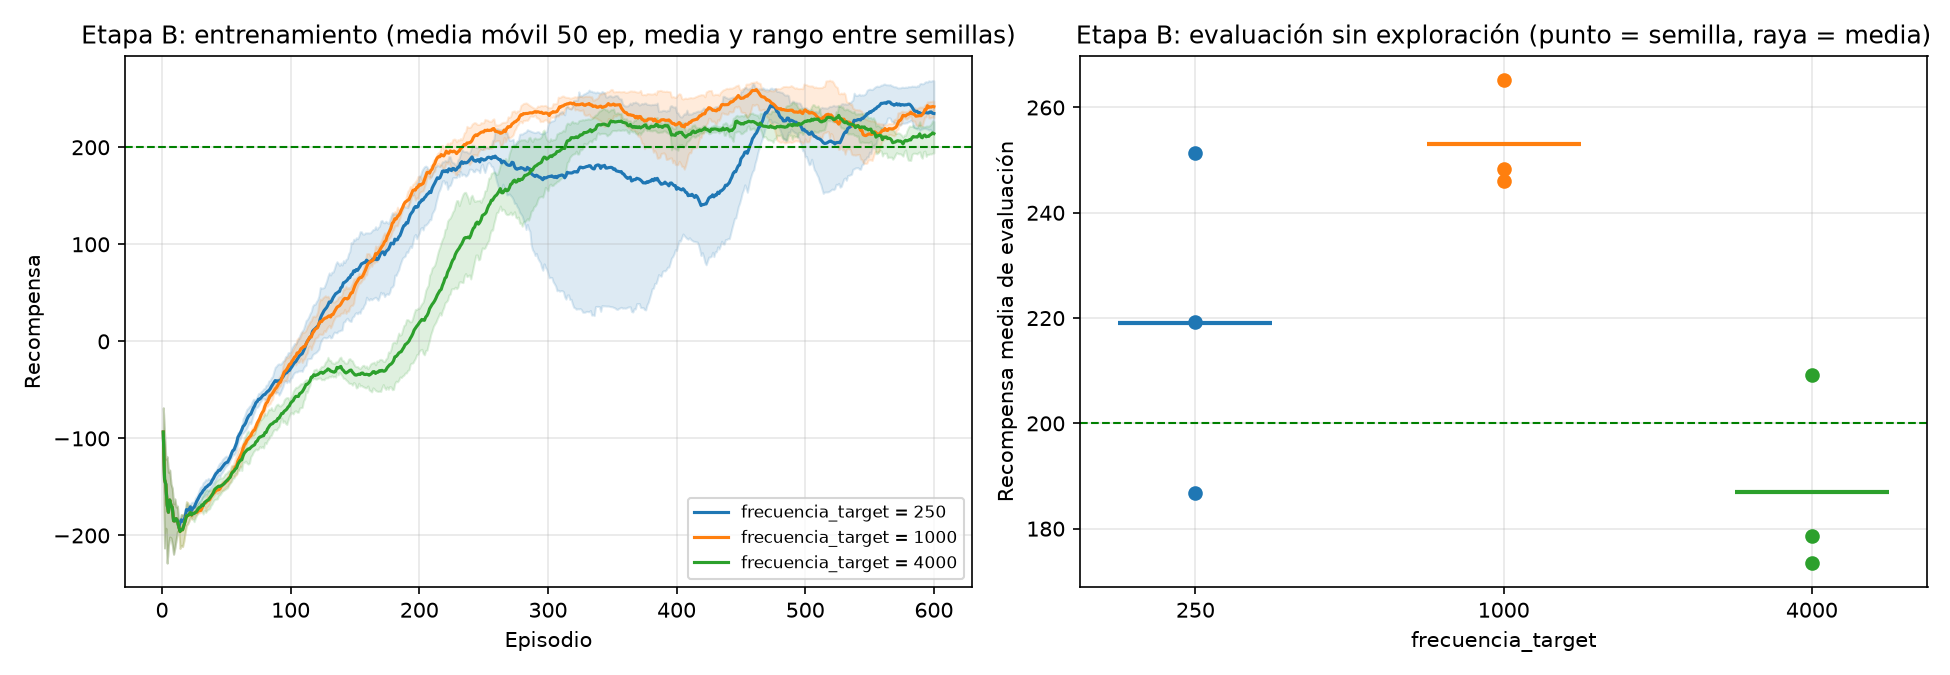 Etapa B: entrenamiento (media móvil 50 ep, media y rango entre semillas)
Recompensa
200
100
0
−100
−200
frecuencia_target = 250
frecuencia_target = 1000
frecuencia_target = 4000
0 100 200 300 400 500 600
Episodio
Etapa B: evaluación sin exploración (punto = semilla, raya = media)
Recompensa media de evaluación
260
240
220
200
180
250 1000 4000
frecuencia_target